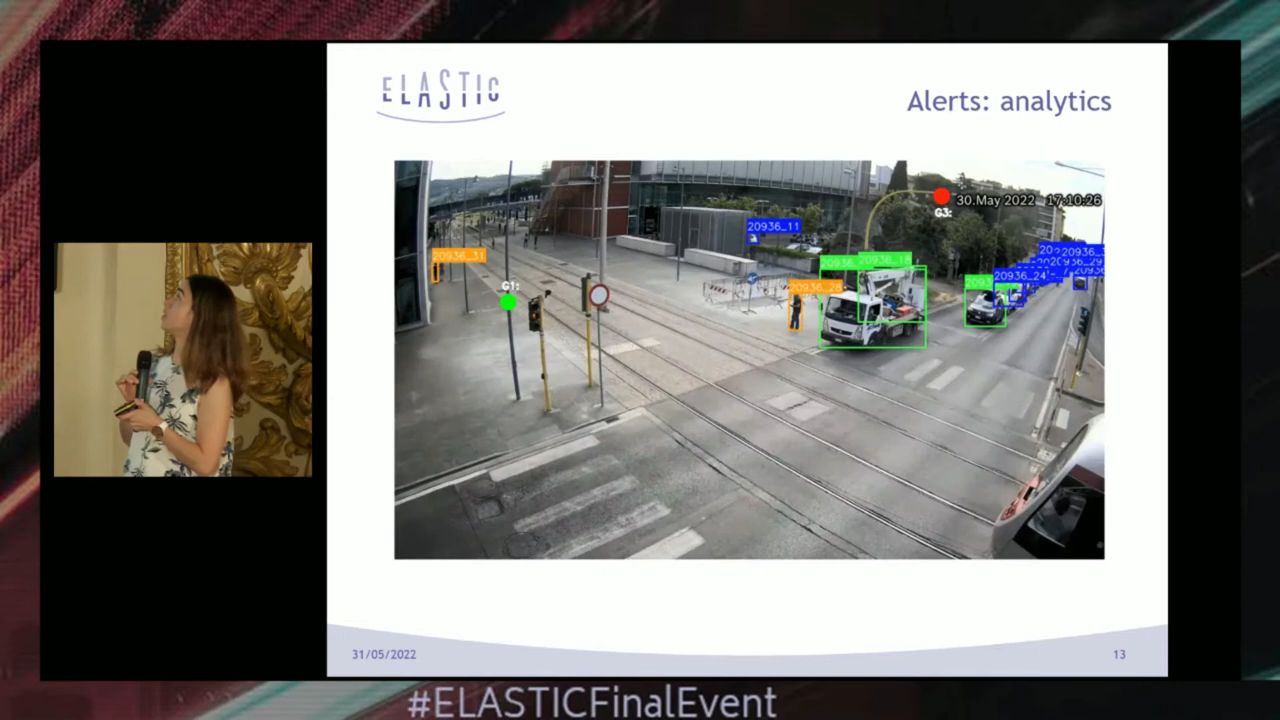 ELASTIC
Alerts: analytics
30.May 2022 17:10:26
G3:
20936_11
20936_31
20936_18
20936_24
G1:
20936_28
31/05/2022
13
#ELASTICFinalEvent